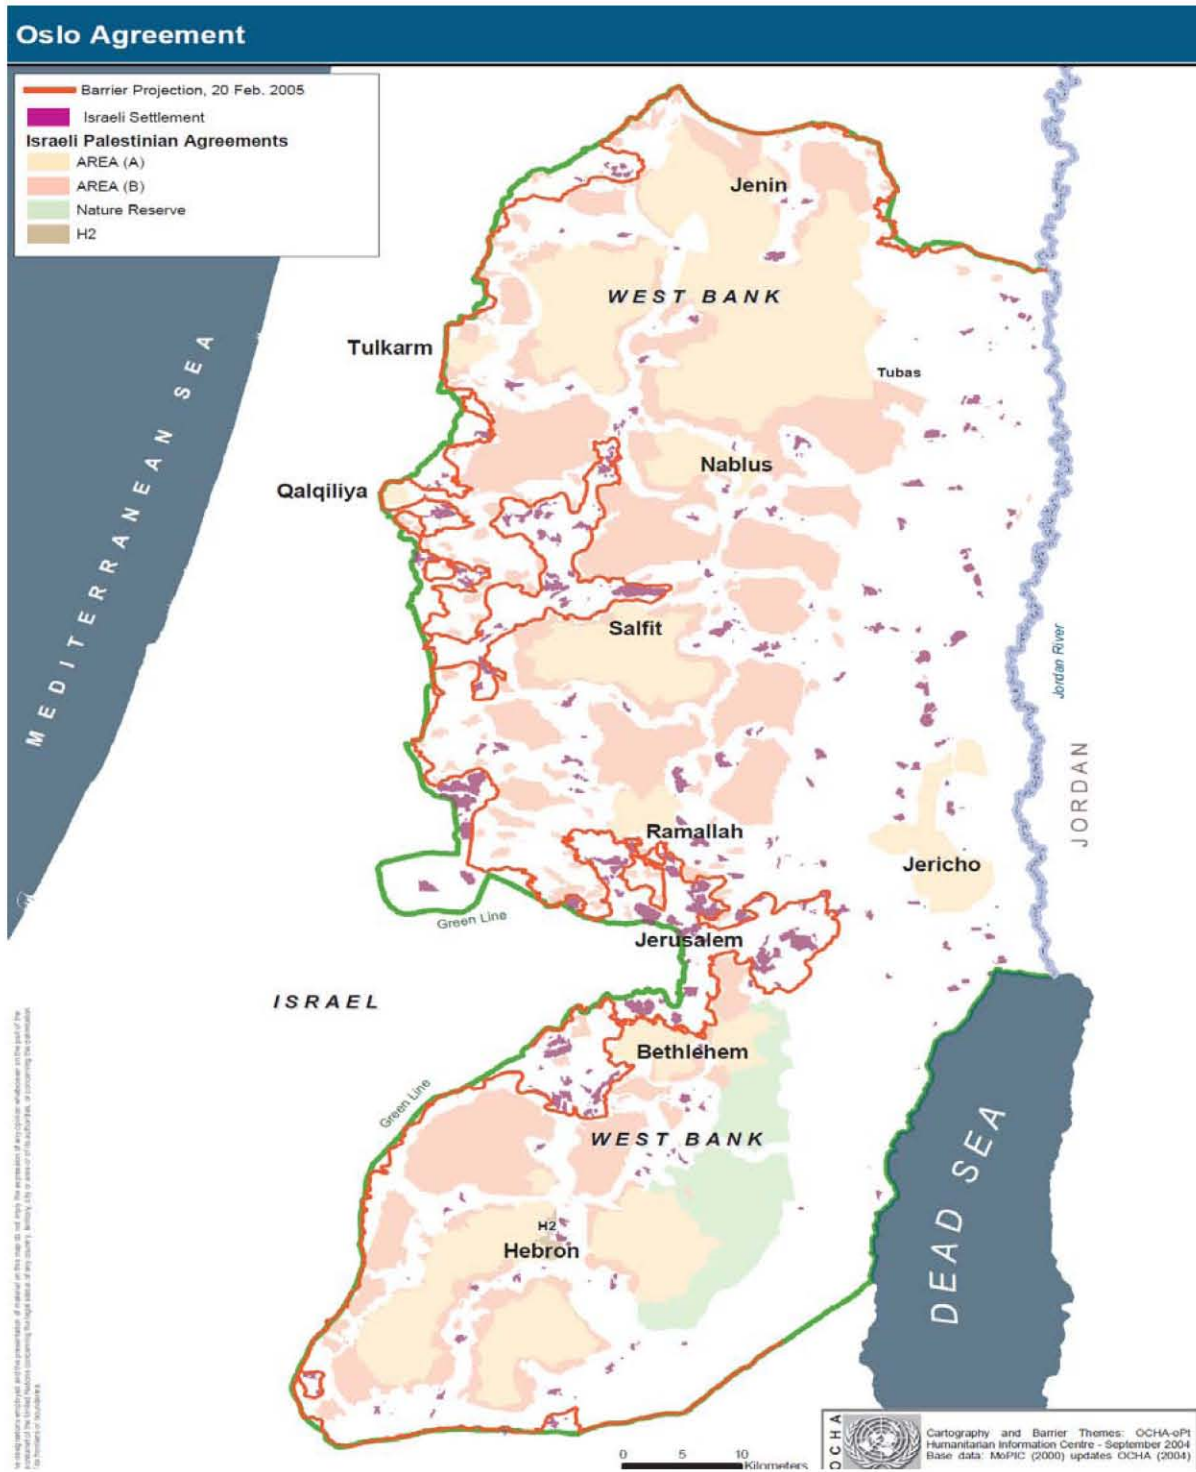 Oslo Agreement
Barrier Projection, 20 Feb. 2005
Israeli Settlement
Israeli Palestinian Agreements
AREA (A)
AREA (B)
Nature Reserve
H2
Jenin
WEST BANK
Tulkarm
Tubas
MEDITERRANEAN SEA
Nablus
Qalqiliya
Salfit
Jordan River
JORDAN
Ramallah
Jericho
Green Line
Jerusalem
ISRAEL
Bethlehem
Green Line
WEST BANK
DEAD SEA
H2
Hebron
OCHA
Cartography and Barrier Themes: OCHA-oPt
Humanitarian Information Centre - September 2004
Base data: MoPIC (2000) updates OCHA (2004)
0 5 10
Kilometers